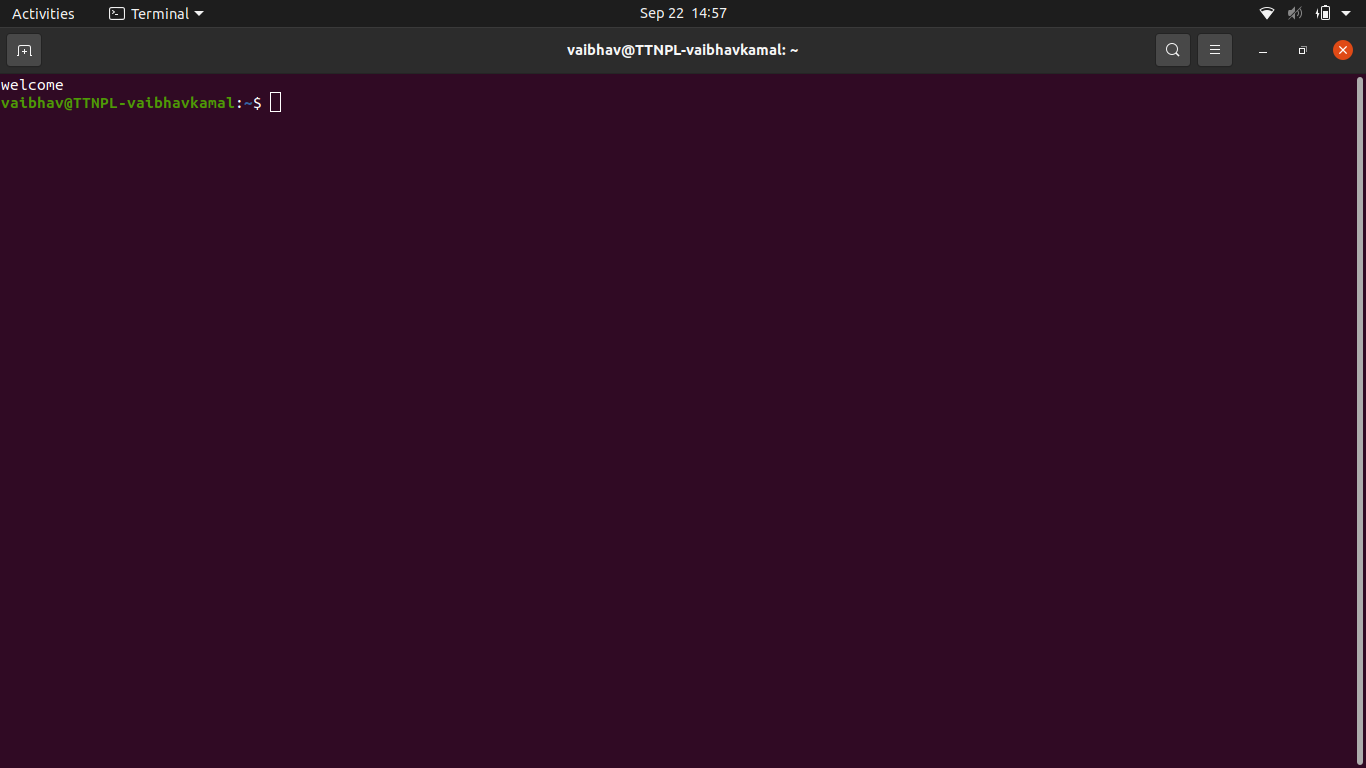 Activities Terminal Sep 22 14:57
vaibhav@TTNPL-vaibhavkamal: ~
welcome
vaibhav@TTNPL-vaibhavkamal:~$